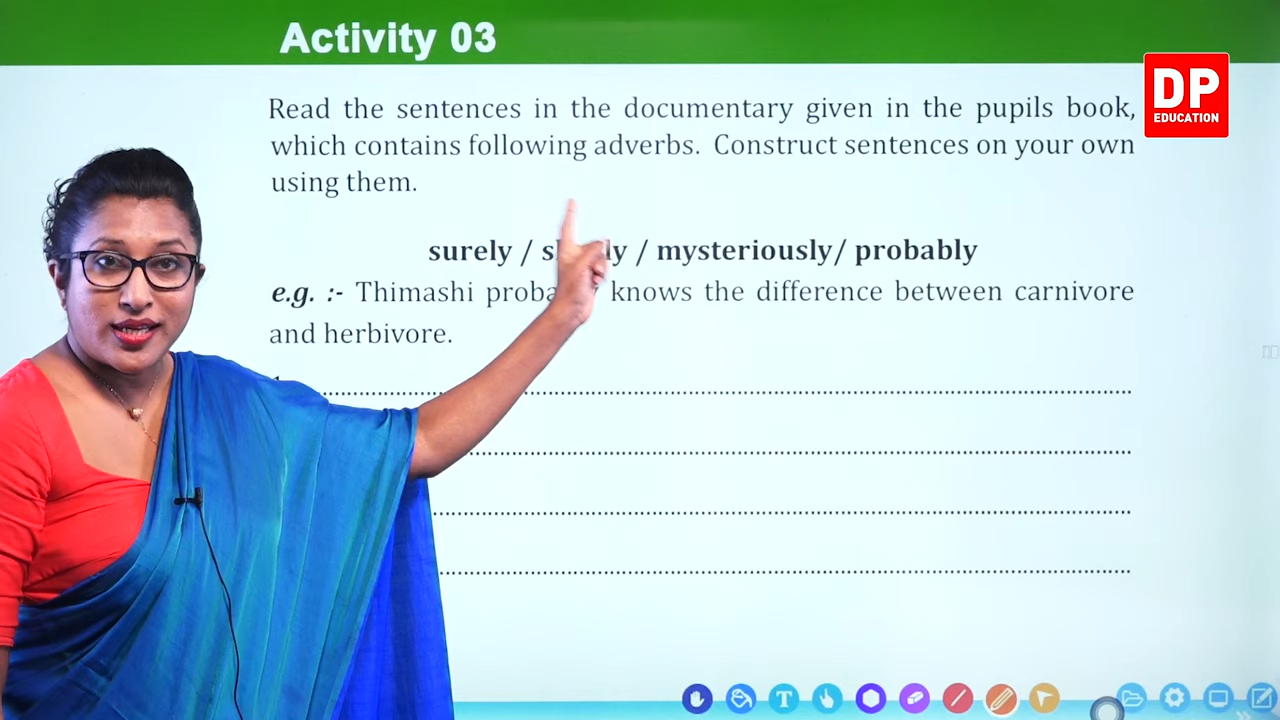 Activity 03
DP
EDUCATION
Read the sentences in the documentary given in the pupils book,
which contains following adverbs. Construct sentences on your own
using them.
surely / / mysteriously/ probably
e.g. :- Thimashi knows the difference between carnivore
and herbivore.